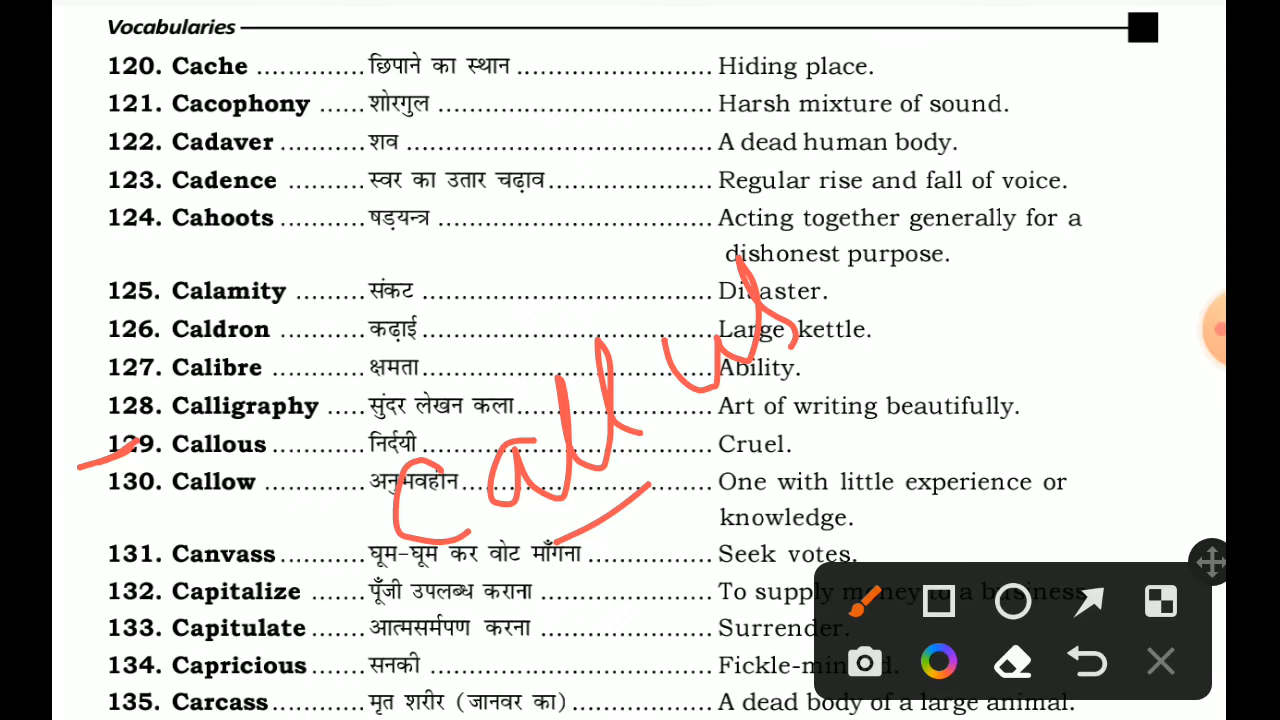 Vocabularies
120. Cache ............. छिपाने का स्थान ....................... Hiding place.
121. Cacophony ...... शोरगुल ................................ Harsh mixture of sound.
122. Cadaver .......... शव .................................... A dead human body.
123. Cadence ......... स्वर का उतार चढ़ाव................... Regular rise and fall of voice.
124. Cahoots .......... षड़यन्त्र ................................ Acting together generally for a
dishonest purpose.
125. Calamity ......... संकट .................................. Disaster.
126. Caldron .......... कढ़ाई .................................. Large kettle.
127. Calibre ........... क्षमता.................................. Ability.
128. Calligraphy ..... सुंदर लेखन कला....................... Art of writing beautifully.
129. Callous ........... निर्दयी .................................. Cruel.
130. Callow ............ अनुभवहीन............................. One with little experience or
knowledge.
callus
131. Canvass ........... घूम-घूम कर वोट माँगना ............... Seek votes.
132. Capitalize ........ पूँजी उपलब्ध कराना ..................... To supply money to a business
133. Capitulate ....... आत्मसर्मपण करना .................... Surrender.
134. Capricious ....... सनकी .................................. Fickle-minded.
135. Carcass ........... मृत शरीर (जानवर का) ................. A dead body of a large animal.